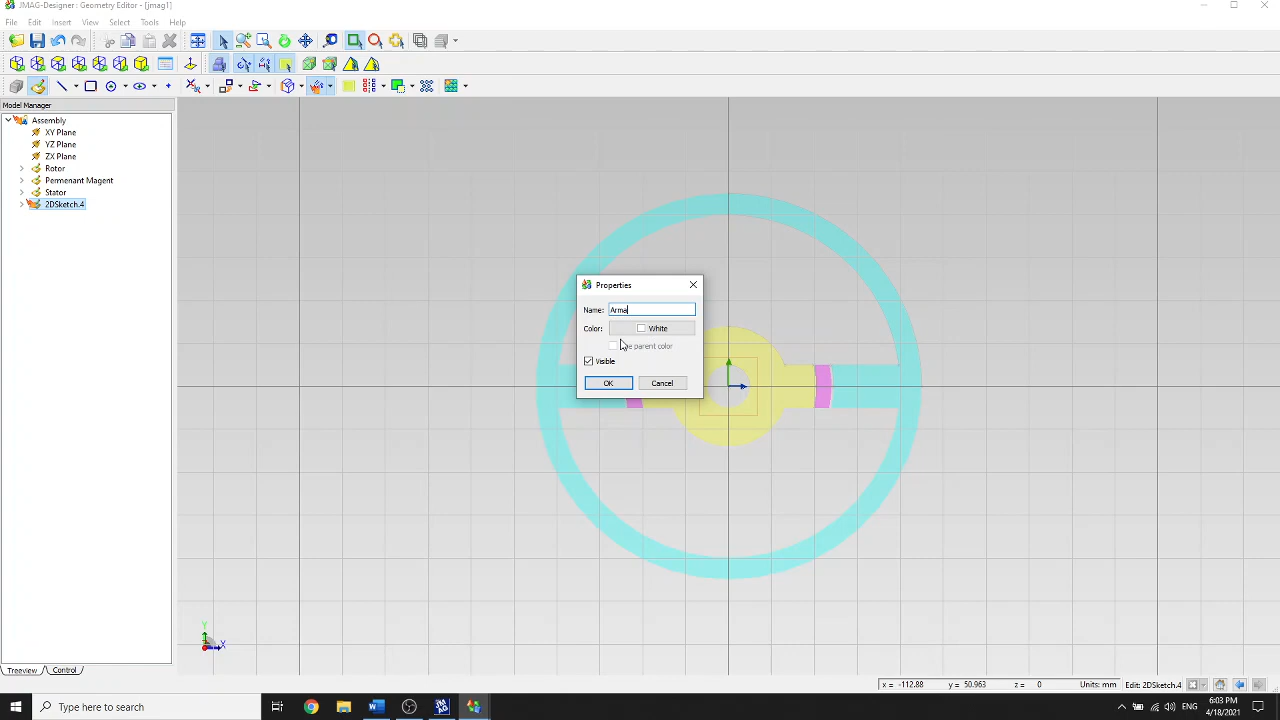 JMAG-Designer: Geometry Editor - [jmag1]
File Edit Insert View Select Tools Help
Model Manager
Assembly
XY Plane
YZ Plane
ZX Plane
Rotor
Permenant Magent
Stator
2DSketch.4
Properties
Name: Arma
Color: White
parent color
Visible
OK Cancel
Y
X
Treeview Control
x = -112.88 y = 50.963 z = 0 Units: mm Edit: 2DSketch.4
Type here to search
ENG
6:03 PM
4/18/2021